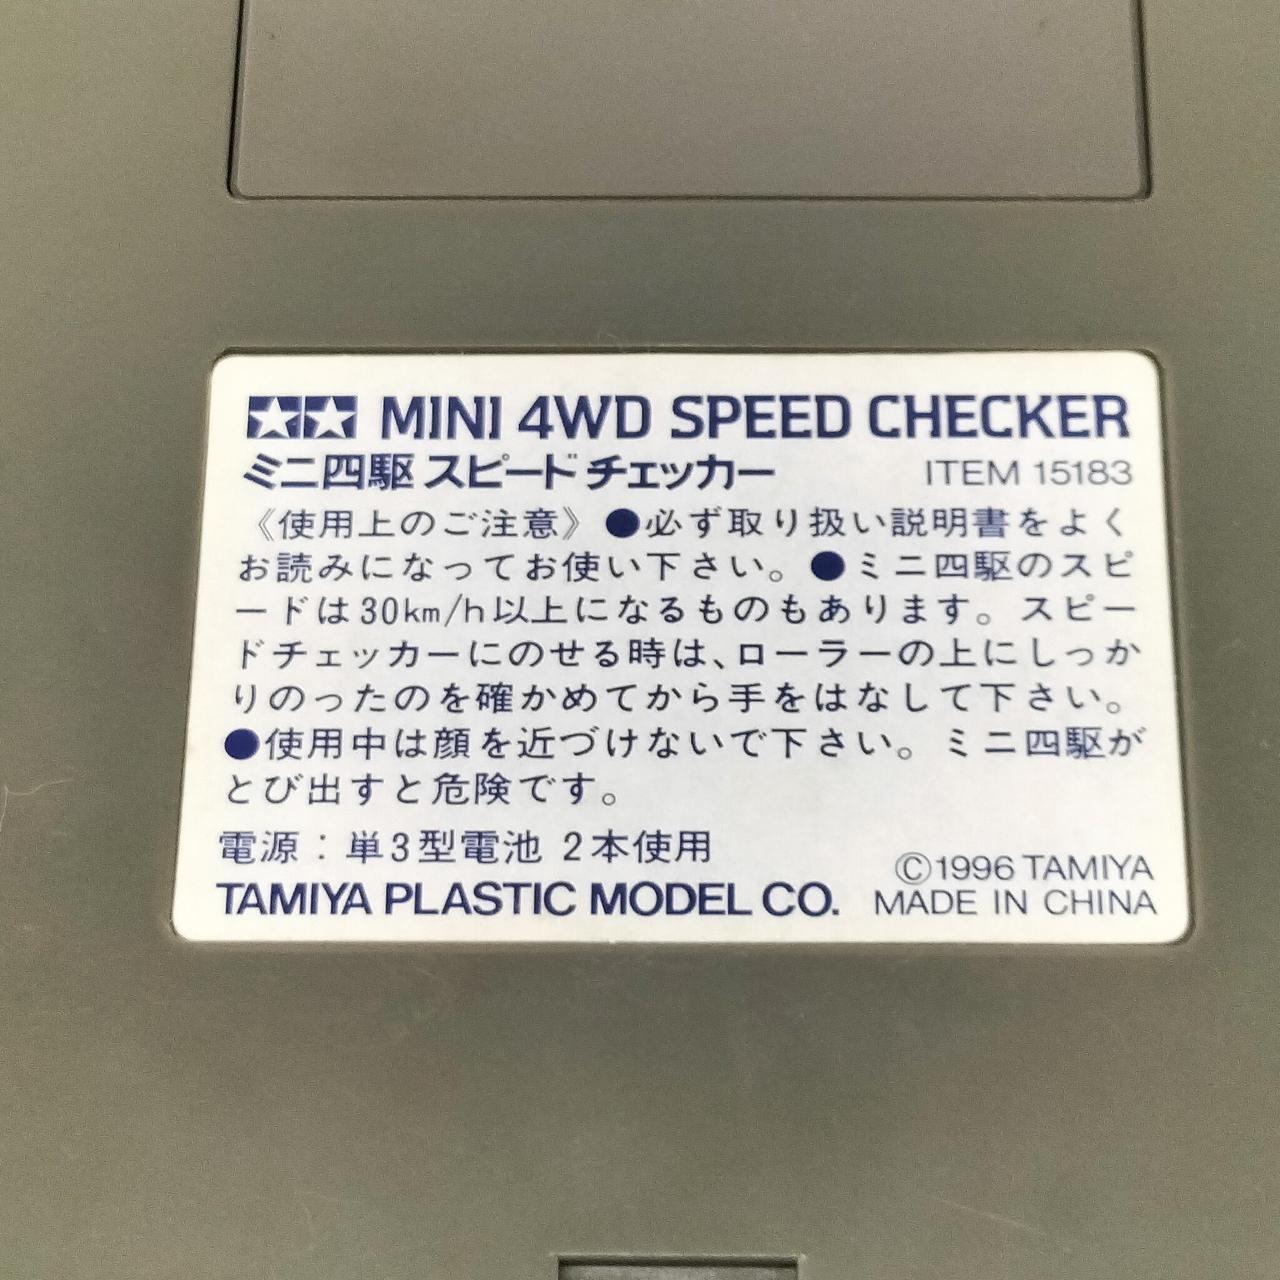 MINI 4WD SPEED CHECKER
ミニ四駆 スピード チェッカー
ITEM 15183
《使用上のご注意》●必ず取り扱い説明書をよく
お読みになってお使い下さい。●ミニ四駆のスピ
ードは30km/h以上になるものもあります。スピー
ドチェッカーにのせる時は、ローラーの上にしっか
りのったのを確かめてから手をはなして下さい。
●使用中は顔を近づけないで下さい。ミニ四駆が
とび出すと危険です。
電源：単3型電池 2本使用
©1996 TAMIYA
TAMIYA PLASTIC MODEL CO.
MADE IN CHINA